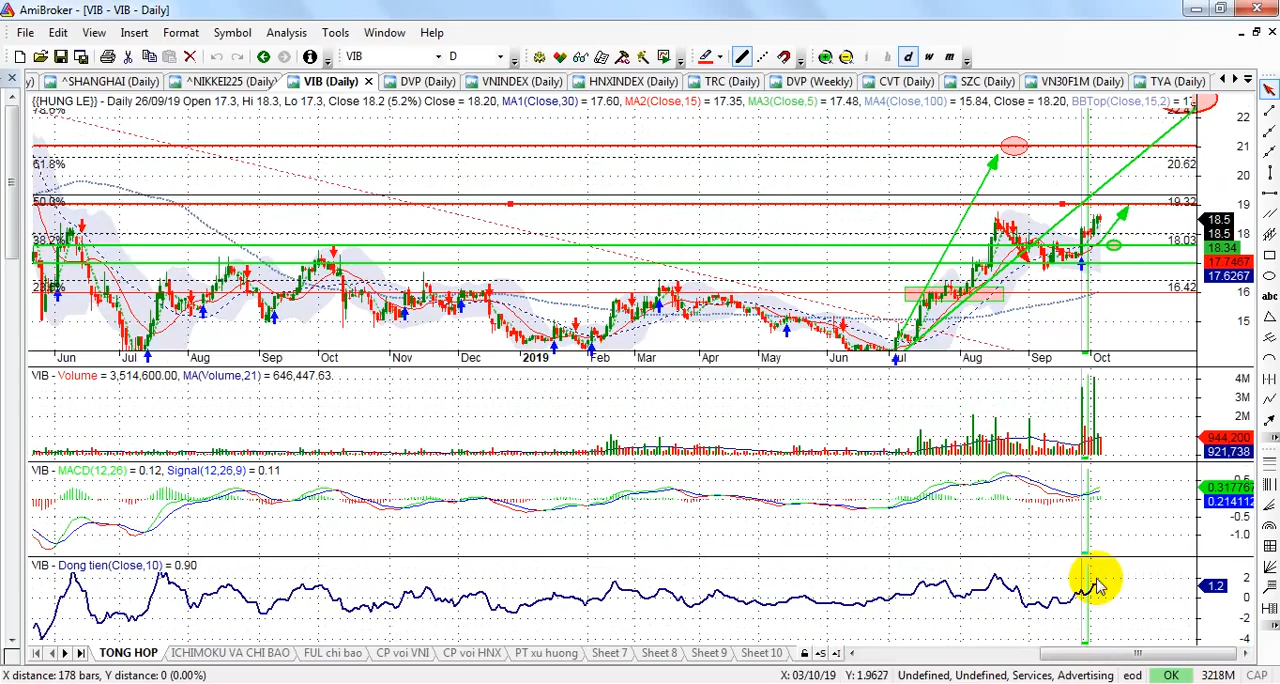 AmiBroker - [VIB - VIB - Daily]
File Edit View Insert Format Symbol Analysis Tools Window Help
VIB D d w m
^SHANGHAI (Daily) ^NIKKEI225 (Daily) VIB (Daily) DVP (Daily) VNINDEX (Daily) HNXINDEX (Daily) TRC (Daily) DVP (Weekly) CVT (Daily) SZC (Daily) VN30F1M (Daily) TYA (Daily)
{{HUNG LE}} - Daily 26/09/19 Open 17.3, Hi 18.3, Lo 17.3, Close 18.2 (5.2%) Close = 18.20, MA1(Close,30) = 17.60, MA2(Close,15) = 17.35, MA3(Close,5) = 17.48, MA4(Close,100) = 15.84, Close = 18.20, BBTop(Close,15,2) =
22
21
61.8% 20.62
20
50.0% 19.32
19
18.5
18
18.5
38.2% 18.03
18.34
17.7467
17.6267
23.6% 16.42
16
15
Jun Jul Aug Sep Oct Nov Dec 2019 Feb Mar Apr May Jun Jul Aug Sep Oct
VIB - Volume = 3,514,600.00, MA(Volume,21) = 646,447.63.
4M
3M
2M
944,200
921,738
VIB - MACD(12,26) = 0.12, Signal(12,26,9) = 0.11
0.317767
0.214112
-0.5
-1.0
VIB - Dong tien(Close,10) = 0.90
2
1.2
0
-2
-4
TONG HOP ICHIMOKU VA CHI BAO FUL chi bao CP voi VNI CP voi HNX PT xu huong Sheet 7 Sheet 8 Sheet 9 Sheet 10
X distance: 178 bars, Y distance: 0 (0.00%) X: 03/10/19 Y: 1.9627 Undefined, Undefined, Services, Advertising eod OK 3218M CAP
abc